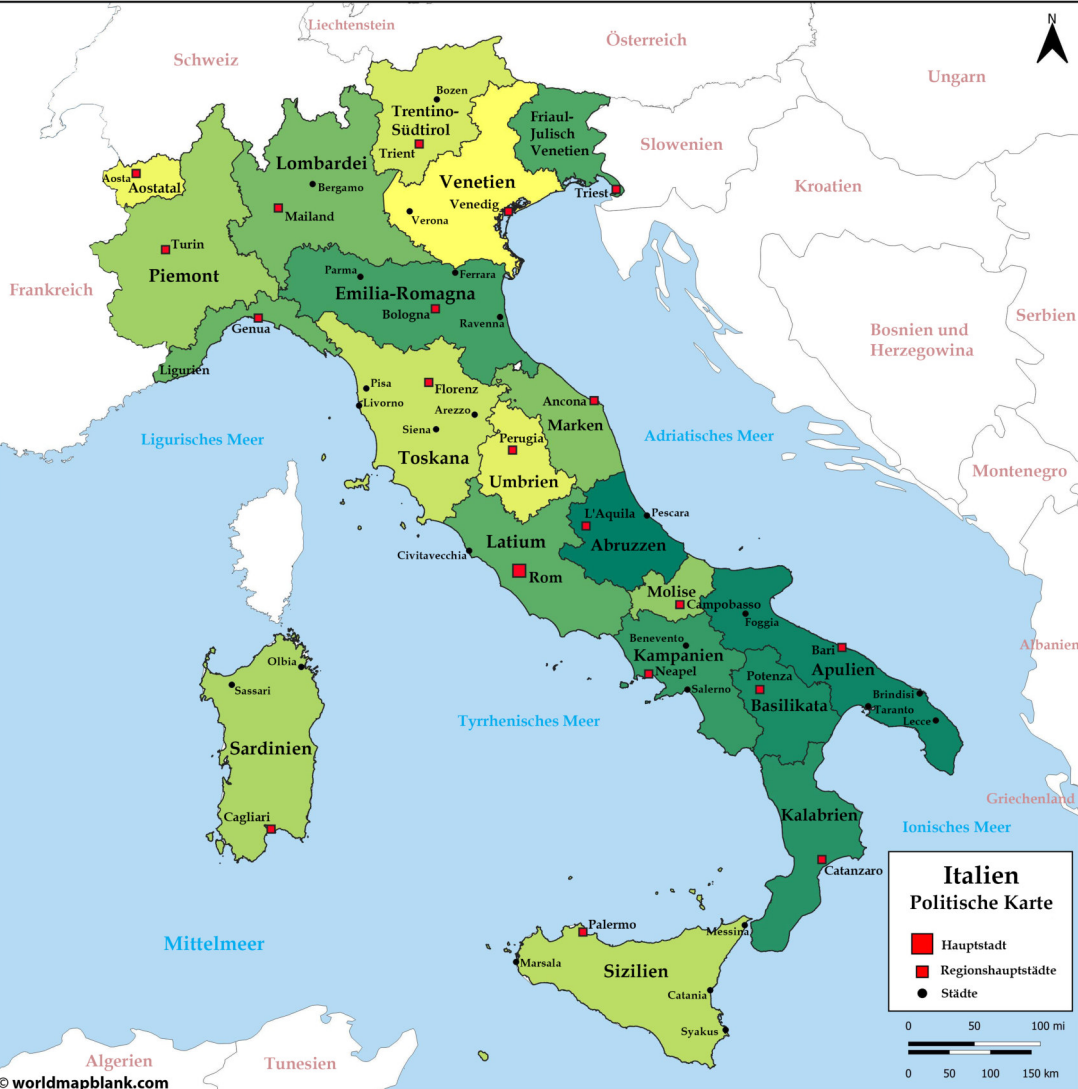 N
Liechtenstein
Österreich
Schweiz
Ungarn
Bozen
Trentino-
Südtirol
Trient
Friaul-
Julisch
Venetien
Slowenien
Lombardei
Bergamo
Aosta
Aostatal
Venetien
Venedig
Verona
Triest
Kroatien
Mailand
Turin
Piemont
Parma
Ferrara
Emilia-Romagna
Bologna
Ravenna
Frankreich
Genua
Ligurien
Serbien
Bosnien und
Herzegowina
Pisa
Livorno
Florenz
Arezzo
Siena
Toskana
Ancona
Marken
Perugia
Umbrien
Ligurisches Meer
Adriatisches Meer
Montenegro
L'Aquila
Abruzzen
Pescara
Latium
Civitavecchia
Rom
Molise
Campobasso
Foggia
Benevento
Kampanien
Neapel
Salerno
Bari
Apulien
Potenza
Basilikata
Brindisi
Taranto
Lecce
Albanien
Olbia
Sassari
Sardinien
Cagliari
Tyrrhenisches Meer
Griechenland
Kalabrien
Catanzaro
Ionisches Meer
Mittelmeer
Palermo
Messina
Marsala
Sizilien
Catania
Syakus
Italien
Politische Karte
Hauptstadt
Regionshauptstädte
Städte
0 50 100 mi
0 50 100 150 km
Algerien
Tunesien
© worldmapblank.com